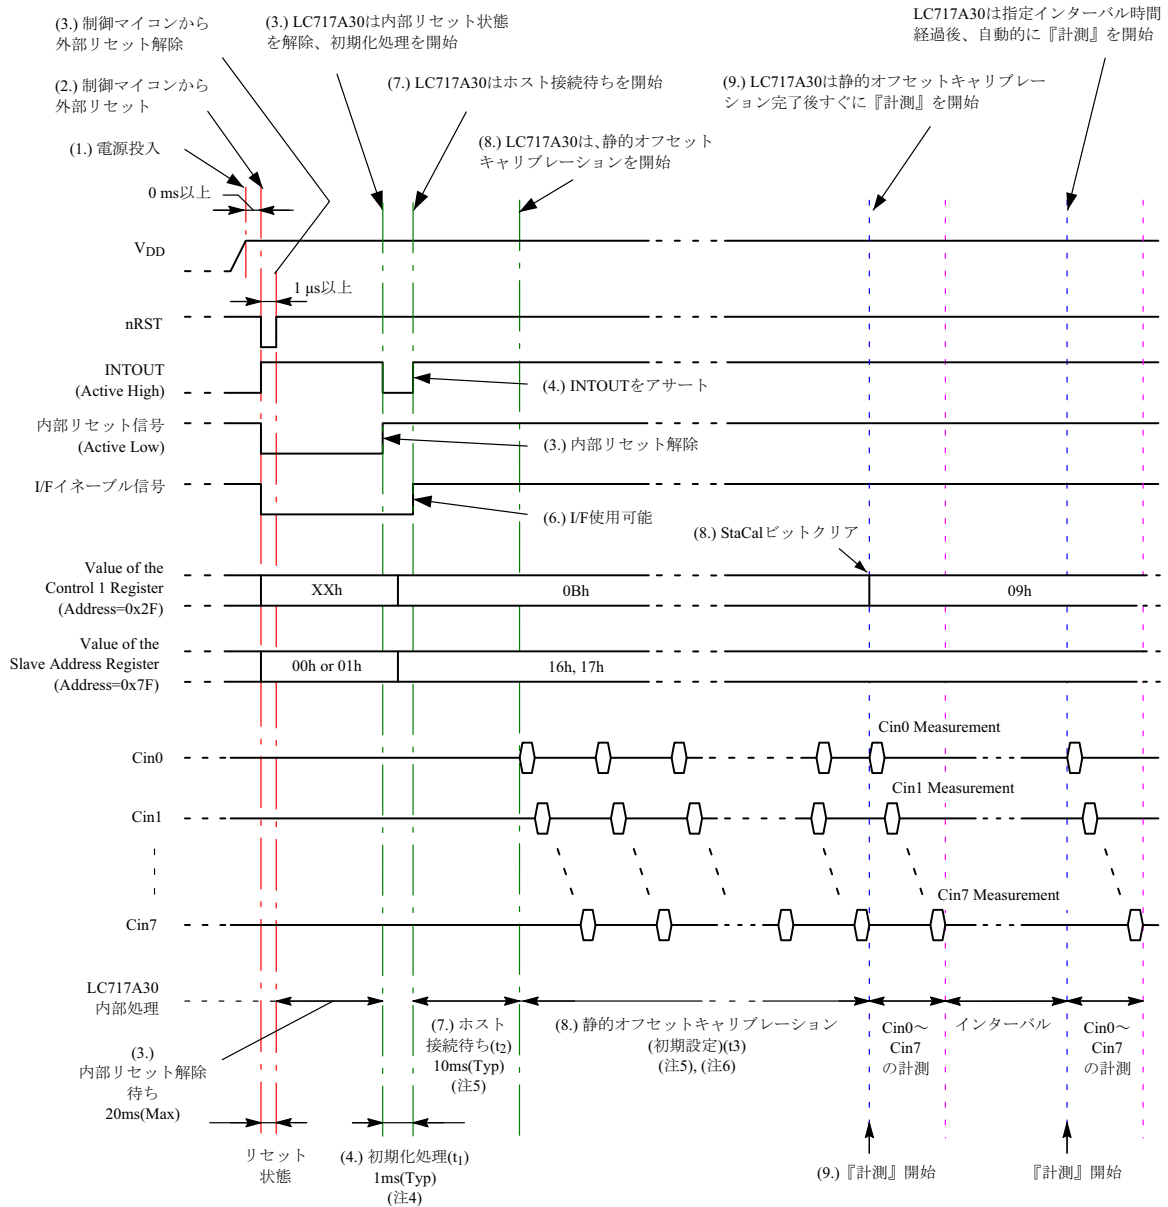 (3.) 制御マイコンから
外部リセット解除
(3.) LC717A30は内部リセット状態
を解除、初期化処理を開始
LC717A30は指定インターバル時間
経過後、自動的に『計測』を開始
(2.) 制御マイコンから
外部リセット
(7.) LC717A30はホスト接続待ちを開始
(9.) LC717A30は静的オフセットキャリブレー
ション完了後すぐに『計測』を開始
(1.) 電源投入
(8.) LC717A30は、静的オフセット
キャリブレーションを開始
0 ms以上
VDD
1 μs以上
nRST
INTOUT
(Active High)
(4.) INTOUTをアサート
内部リセット信号
(Active Low)
(3.) 内部リセット解除
I/Fイネーブル信号
(6.) I/F使用可能
(8.) StaCalビットクリア
Value of the
Control 1 Register
(Address=0x2F)
XXh
0Bh
09h
Value of the
Slave Address Register
(Address=0x7F)
00h or 01h
16h, 17h
Cin0 Measurement
Cin0
Cin1 Measurement
Cin1
Cin7 Measurement
Cin7
LC717A30
内部処理
(3.)
内部リセット解除
待ち
20ms(Max)
(7.) ホスト
接続待ち(t2)
10ms(Typ)
(注5)
(8.) 静的オフセットキャリブレーション
(初期設定)(t3)
(注5), (注6)
Cin0～
Cin7
の計測
インターバル
Cin0～
Cin7
の計測
リセット
状態
(4.) 初期化処理(t1)
1ms(Typ)
(注4)
(9.)『計測』開始
『計測』開始